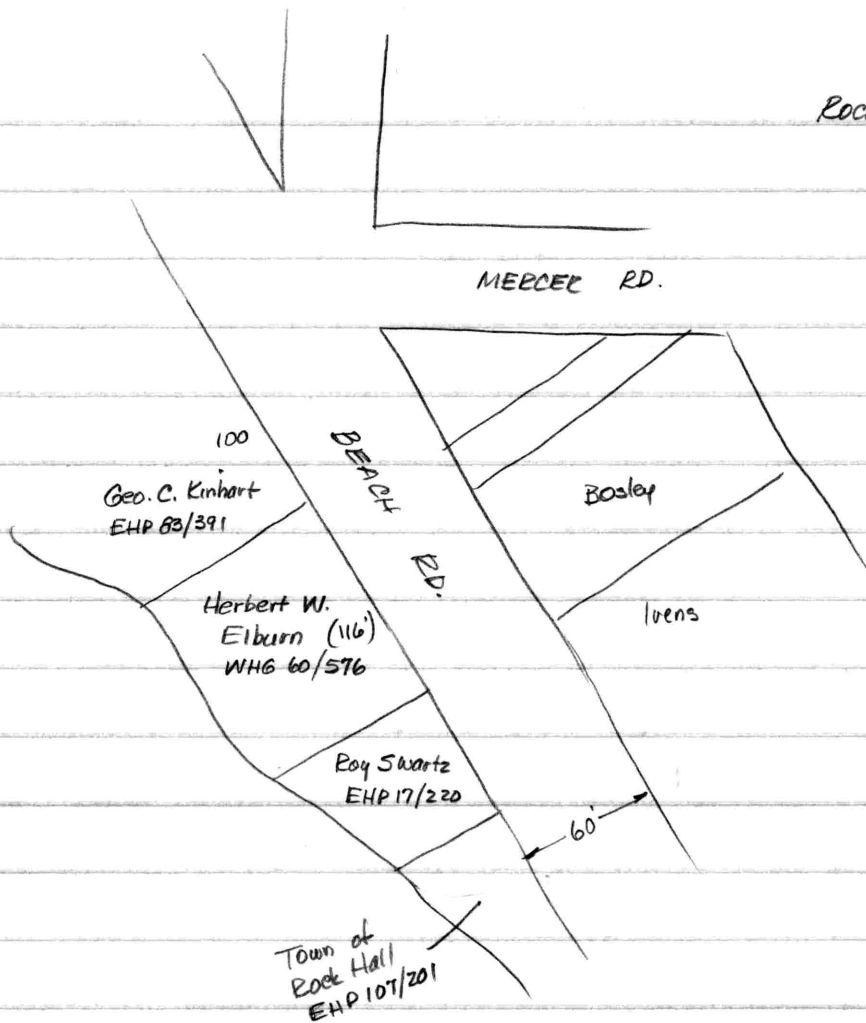 Roc
MERCER RD.
100
BEACH RD.
Geo. C. Kinhart
EHP 83/391
Bosley
Herbert W.
Elburn (116')
WHG 60/576
Ivens
Roy Swartz
EHP 17/220
60'
Town of
Rock Hall
EHP 107/201